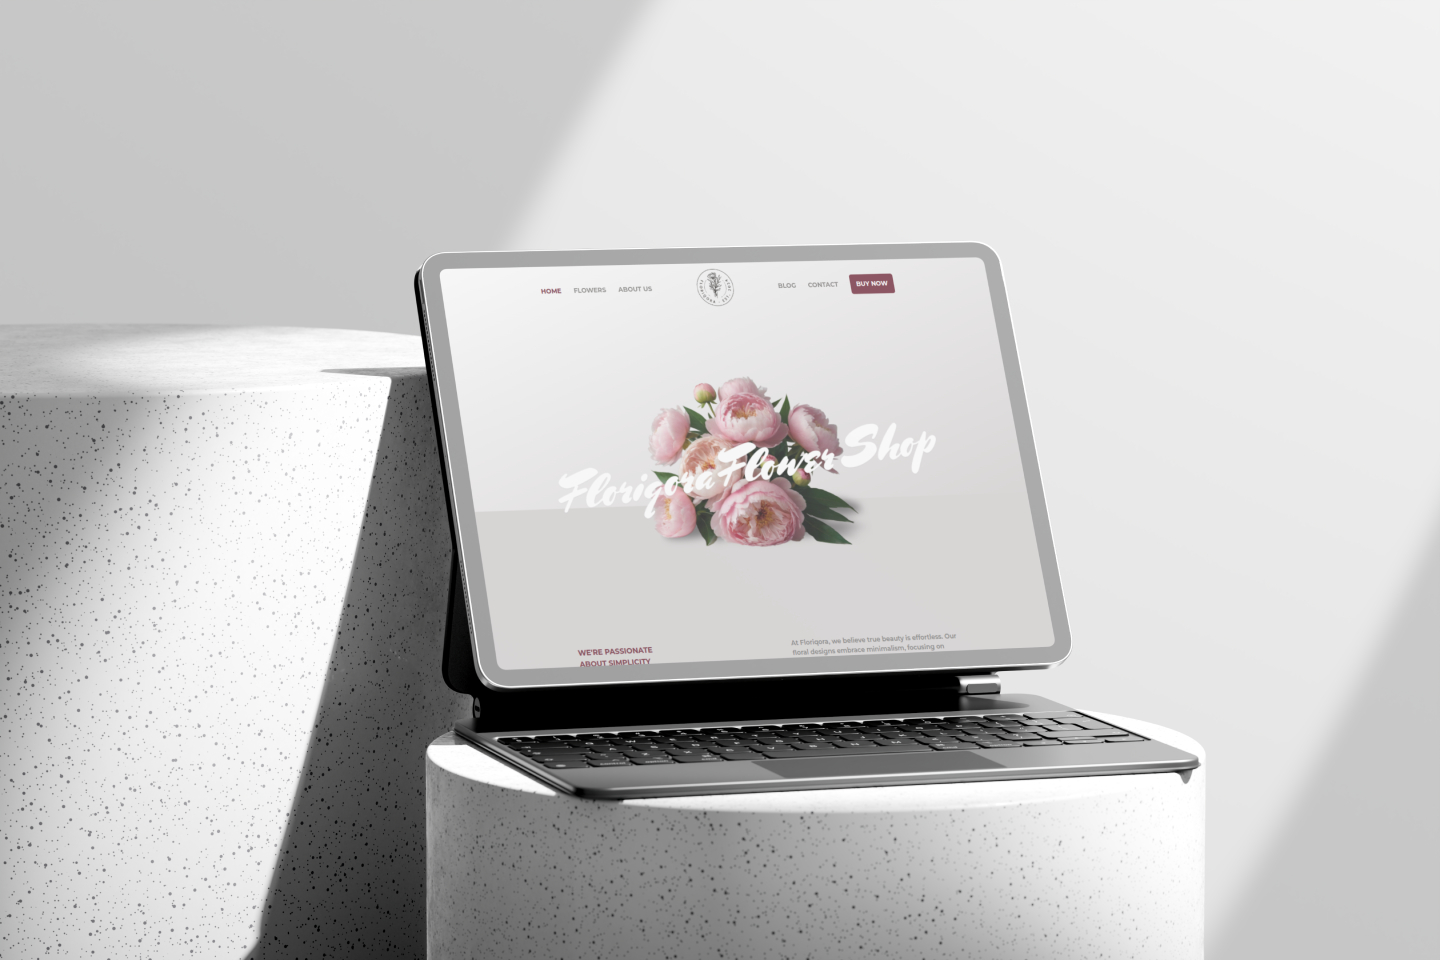 HOME FLOWERS ABOUT US BLOG CONTACT BUY NOW
Floriqora Flower Shop
WE'RE PASSIONATE
ABOUT SIMPLICITY
At Floriqora, we believe true beauty is effortless. Our
floral designs embrace minimalism, focusing on